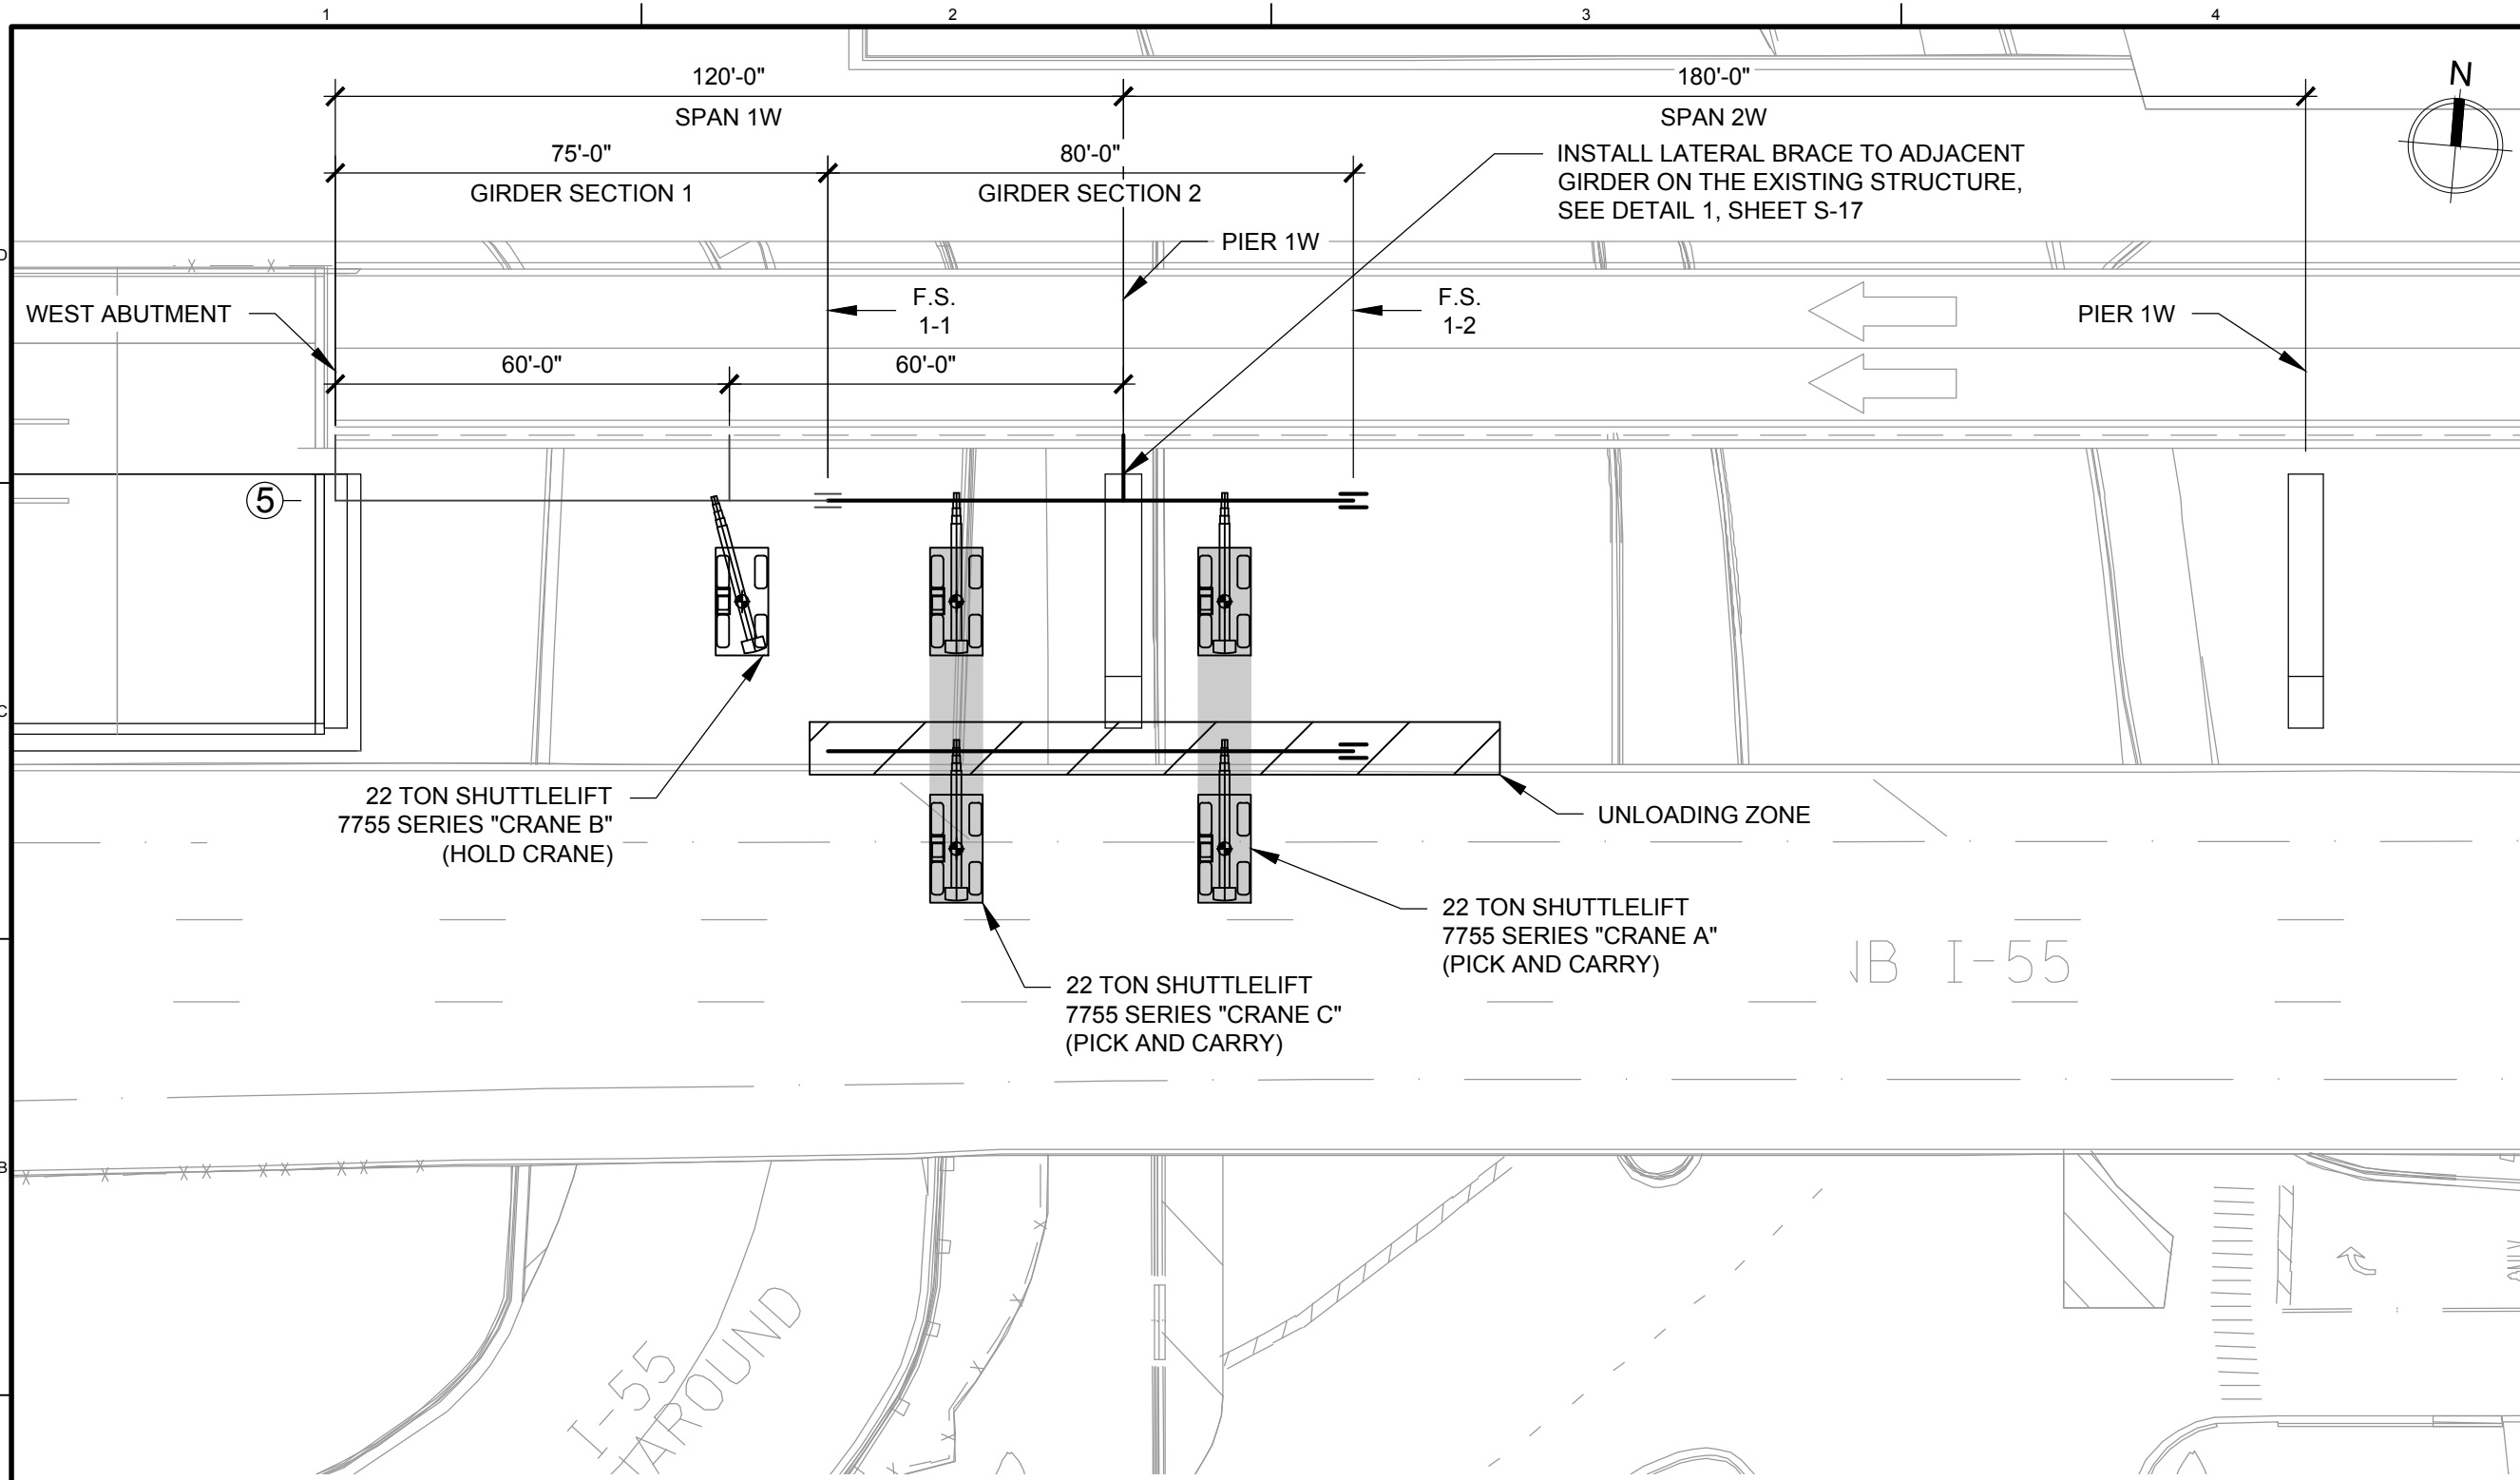 1
2
3
4
120'-0"
180'-0"
N
SPAN 1W
SPAN 2W
75'-0"
80'-0"
INSTALL LATERAL BRACE TO ADJACENT
GIRDER ON THE EXISTING STRUCTURE,
SEE DETAIL 1, SHEET S-17
GIRDER SECTION 1
GIRDER SECTION 2
PIER 1W
D
WEST ABUTMENT
F.S.
1-1
F.S.
1-2
PIER 1W
60'-0"
60'-0"
5
C
22 TON SHUTTLELIFT
7755 SERIES "CRANE B"
(HOLD CRANE)
UNLOADING ZONE
22 TON SHUTTLELIFT
7755 SERIES "CRANE A"
(PICK AND CARRY)
NB I-55
22 TON SHUTTLELIFT
7755 SERIES "CRANE C"
(PICK AND CARRY)
B
I-55